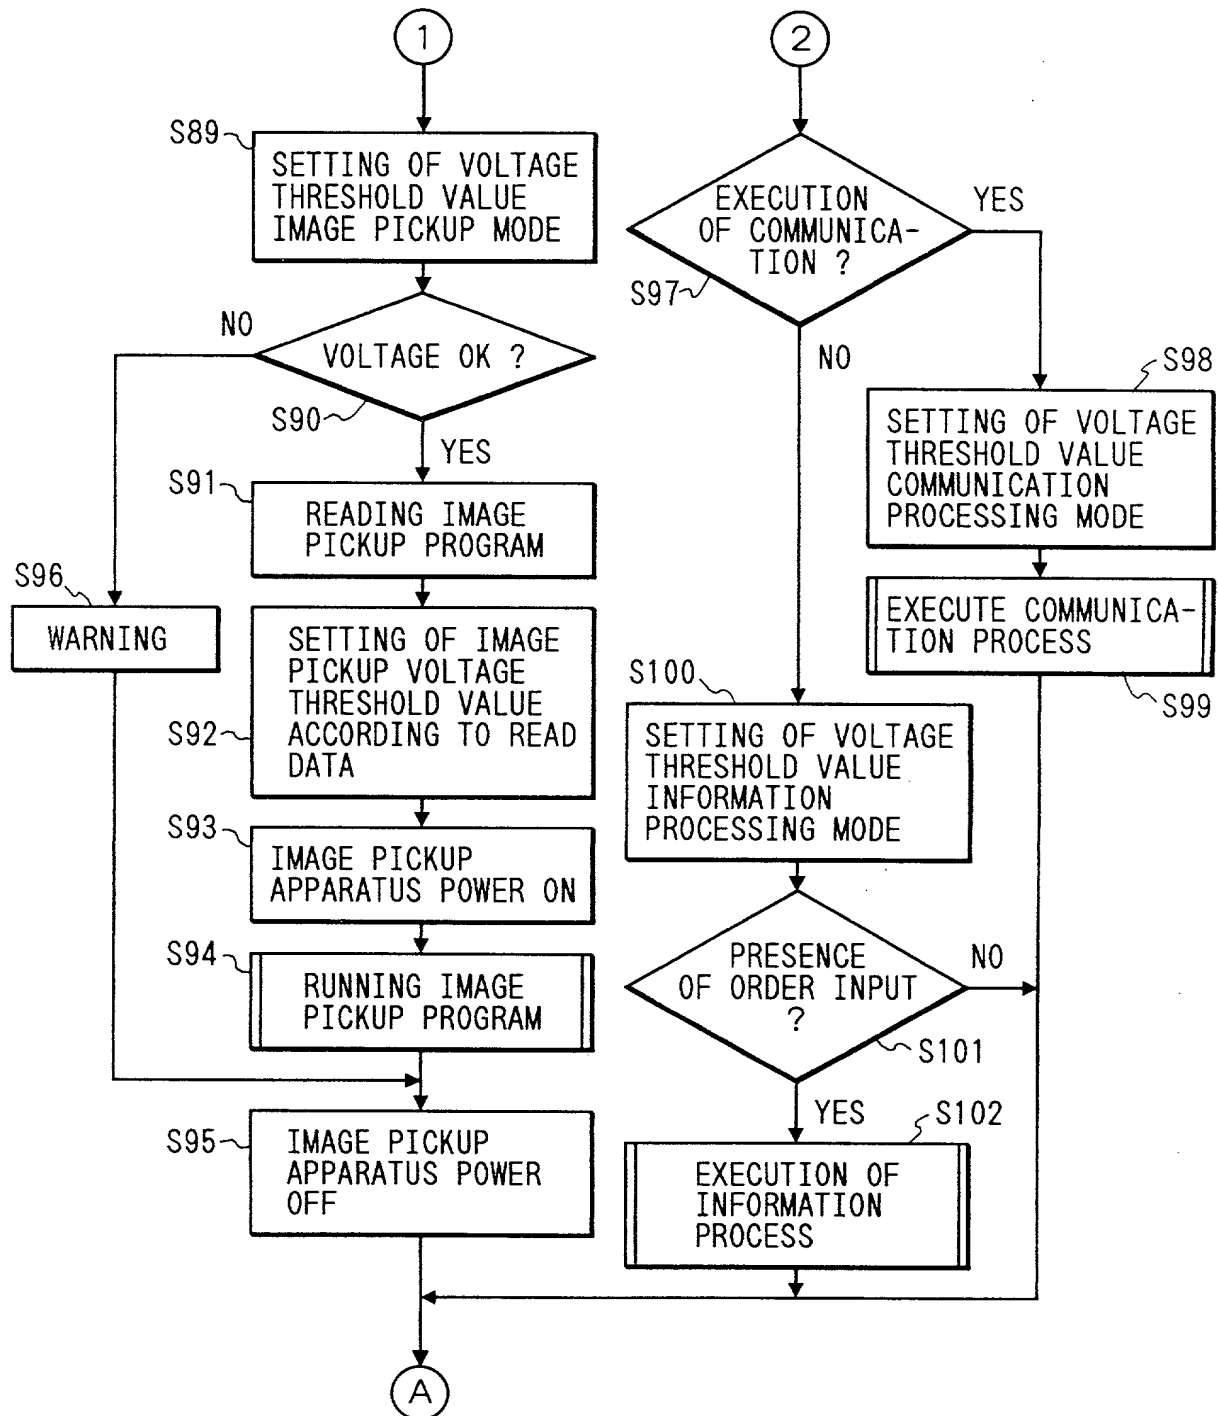 1
S89
SETTING OF VOLTAGE
THRESHOLD VALUE
IMAGE PICKUP MODE
NO
VOLTAGE OK ?
S90
YES
S91
READING IMAGE
PICKUP PROGRAM
S96
WARNING
SETTING OF IMAGE
PICKUP VOLTAGE
THRESHOLD VALUE
ACCORDING TO READ
DATA
S92
S93
IMAGE PICKUP
APPARATUS POWER ON
S94
RUNNING IMAGE
PICKUP PROGRAM
S95
IMAGE PICKUP
APPARATUS POWER
OFF
2
EXECUTION
OF COMMUNICA-
TION ?
YES
S97
NO
S98
SETTING OF VOLTAGE
THRESHOLD VALUE
COMMUNICATION
PROCESSING MODE
EXECUTE COMMUNICA-
TION PROCESS
S99
S100
SETTING OF VOLTAGE
THRESHOLD VALUE
INFORMATION
PROCESSING MODE
PRESENCE
OF ORDER INPUT
?
NO
S101
YES
S102
EXECUTION OF
INFORMATION
PROCESS
A